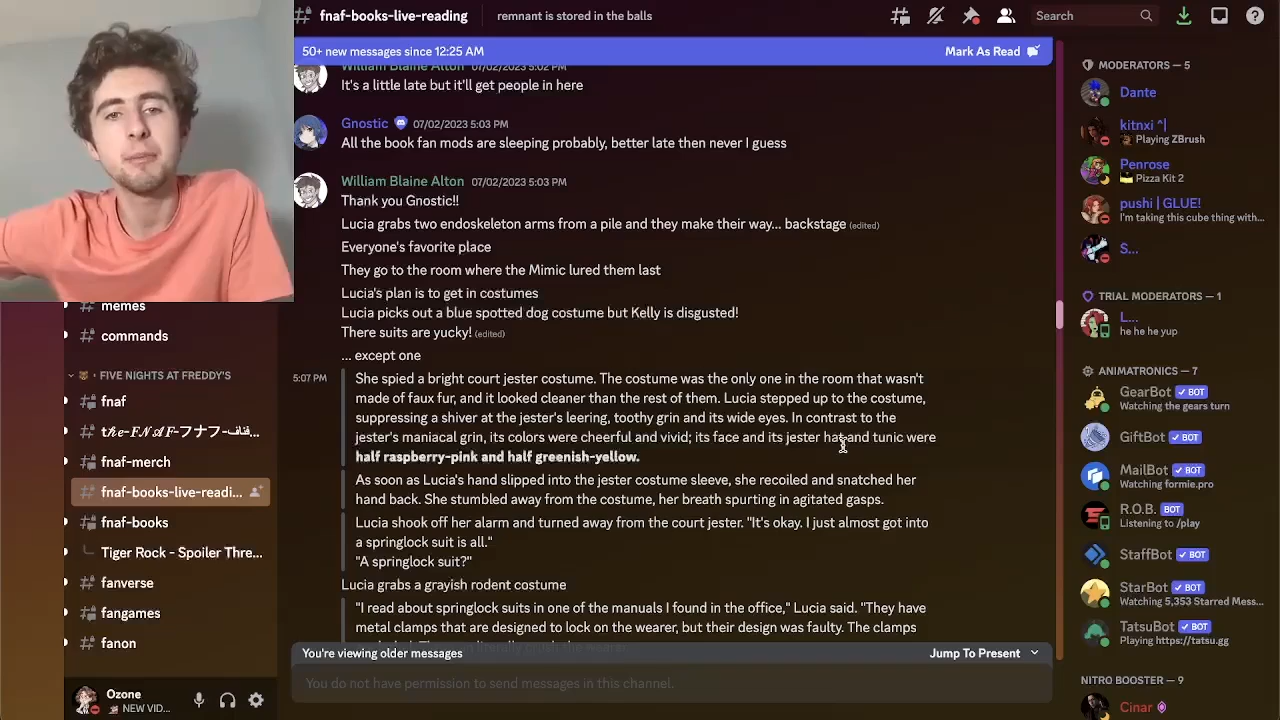 fnaf-books-live-reading
remnant is stored in the balls
Search
50+ new messages since 12:25 AM
Mark As Read
William Blaine Alton 07/02/2023 5:02 PM
It's a little late but it'll get people in here
Gnostic 07/02/2023 5:03 PM
All the book fan mods are sleeping probably, better late then never I guess
William Blaine Alton 07/02/2023 5:03 PM
Thank you Gnostic!!
Lucia grabs two endoskeleton arms from a pile and they make their way... backstage (edited)
Everyone's favorite place
They go to the room where the Mimic lured them last
Lucia's plan is to get in costumes
Lucia picks out a blue spotted dog costume but Kelly is disgusted!
There suits are yucky! (edited)
... except one
5:07 PM
She spied a bright court jester costume. The costume was the only one in the room that wasn't
made of faux fur, and it looked cleaner than the rest of them. Lucia stepped up to the costume,
suppressing a shiver at the jester's leering, toothy grin and its wide eyes. In contrast to the
jester's maniacal grin, its colors were cheerful and vivid; its face and its jester hat and tunic were
half raspberry-pink and half greenish-yellow.
As soon as Lucia's hand slipped into the jester costume sleeve, she recoiled and snatched her
hand back. She stumbled away from the costume, her breath spurting in agitated gasps.
Lucia shook off her alarm and turned away from the court jester. "It's okay. I just almost got into
a springlock suit is all."
"A springlock suit?"
Lucia grabs a grayish rodent costume
"I read about springlock suits in one of the manuals I found in the office," Lucia said. "They have
metal clamps that are designed to lock on the wearer, but their design was faulty. The clamps
You're viewing older messages
Jump To Present
You do not have permission to send messages in this channel.
memes
commands
FIVE NIGHTS AT FREDDY'S
fnaf
the-FNAF-フナフ-فناف...
fnaf-merch
fnaf-books-live-readi...
fnaf-books
Tiger Rock - Spoiler Thre...
fanverse
fangames
fanon
Ozone
NEW VID...
MODERATORS — 5
Dante
kitnxi ^|
Playing ZBrush
Penrose
Pizza Kit 2
pushi | GLUE!
I'm taking this cube thing with...
S...
TRIAL MODERATORS — 1
L...
he he he yup
ANIMATRONICS — 7
GearBot BOT
Watching the gears turn
GiftBot BOT
MailBot BOT
Watching formie.pro
R.O.B. BOT
Listening to /play
StaffBot BOT
StarBot BOT
Watching 5,353 Starred Mess...
TatsuBot BOT
Playing https://tatsu.gg
NITRO BOOSTER — 9
Cinar